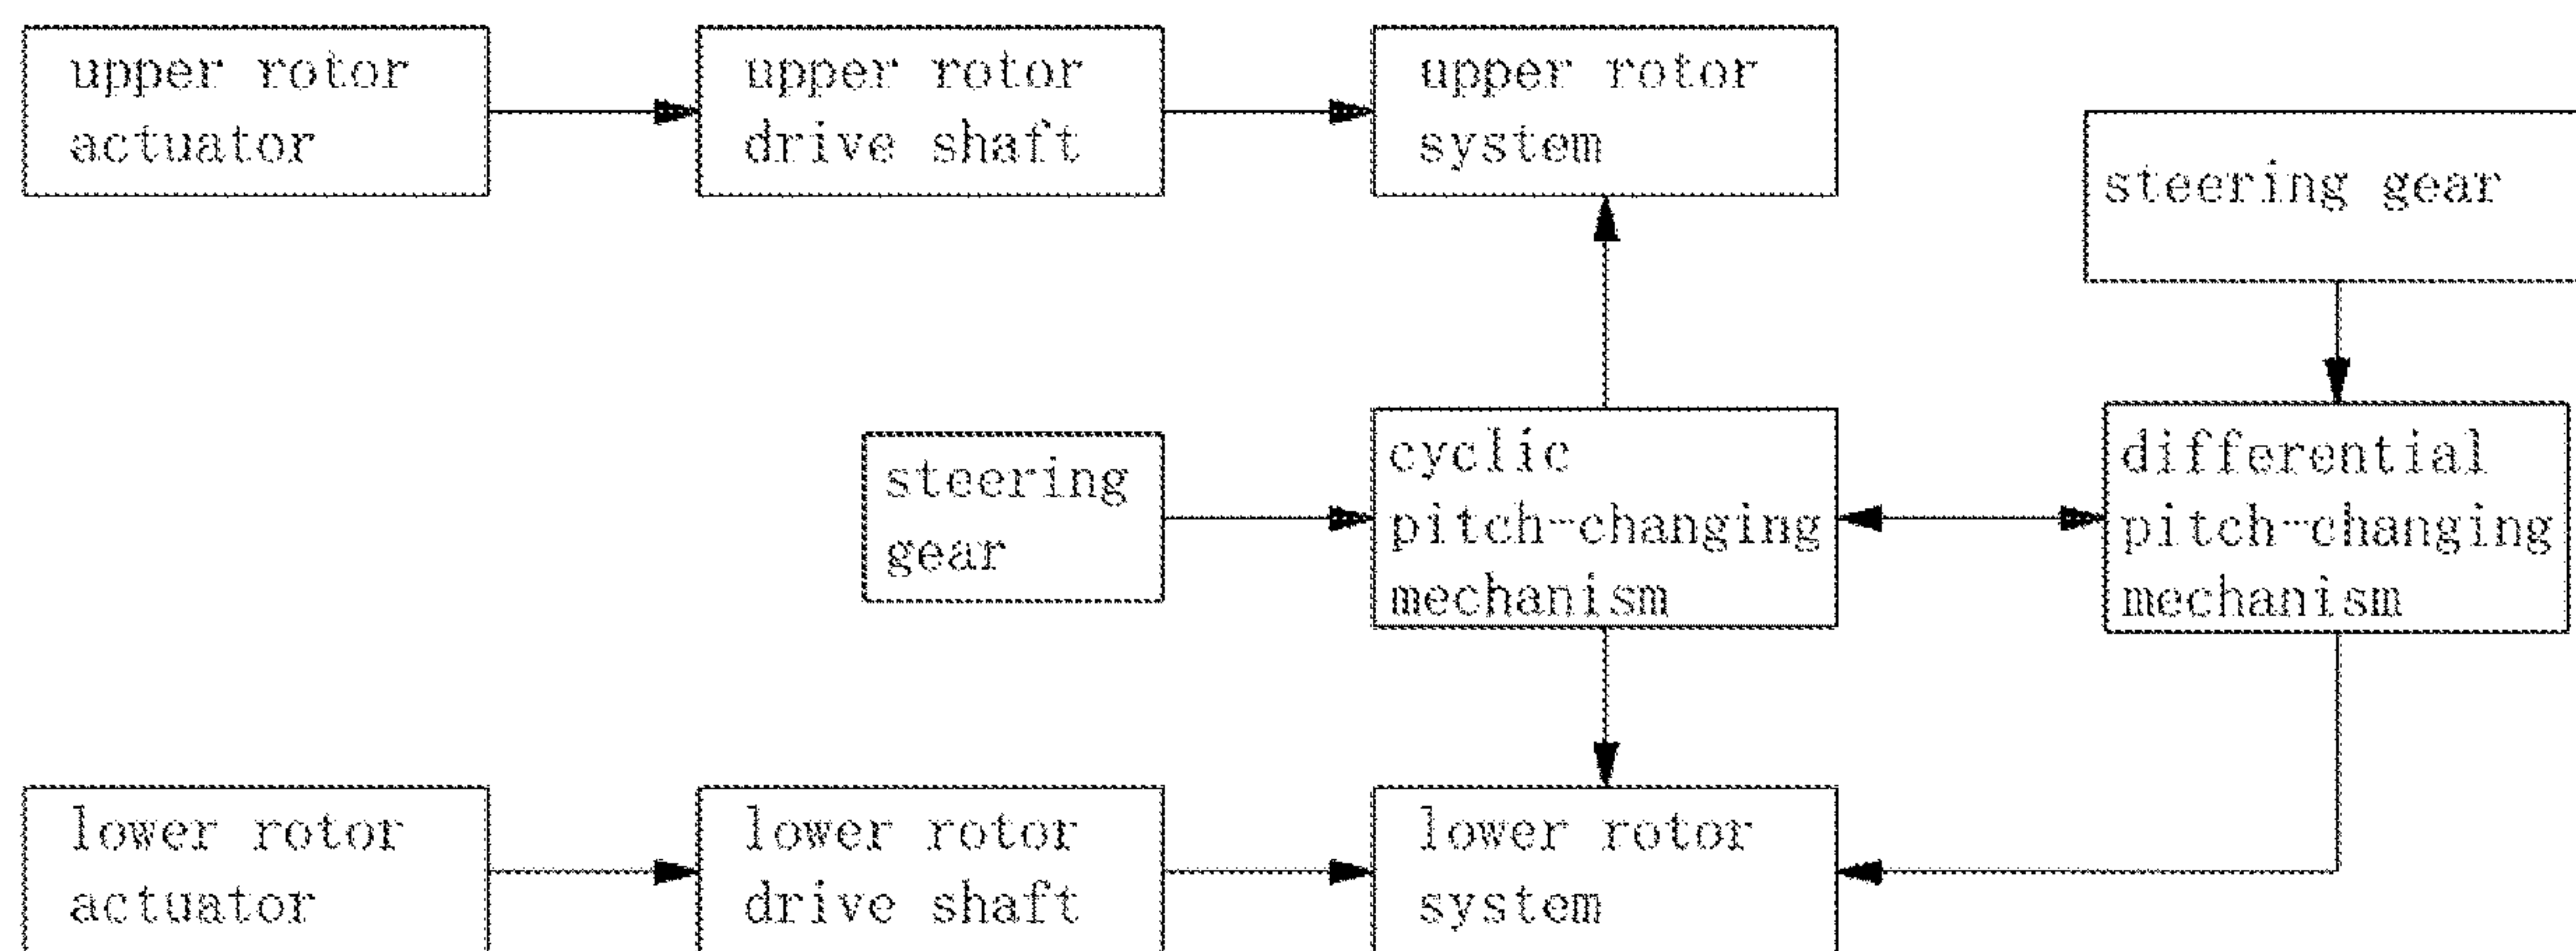 upper rotor
actuator
upper rotor
drive shaft
upper rotor
system
steering gear
steering
gear
cyclic
pitch-changing
mechanism
differential
pitch-changing
mechanism
lower rotor
actuator
lower rotor
drive shaft
lower rotor
system